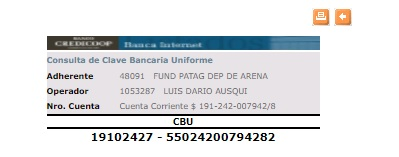 BANCO
CREDICOOP Banca Internet
Consulta de Clave Bancaria Uniforme
Adherente 48091 FUND PATAG DEP DE ARENA
Operador 1053287 LUIS DARIO AUSQUI
Nro. Cuenta Cuenta Corriente $ 191-242-007942/8
CBU
19102427 - 55024200794282